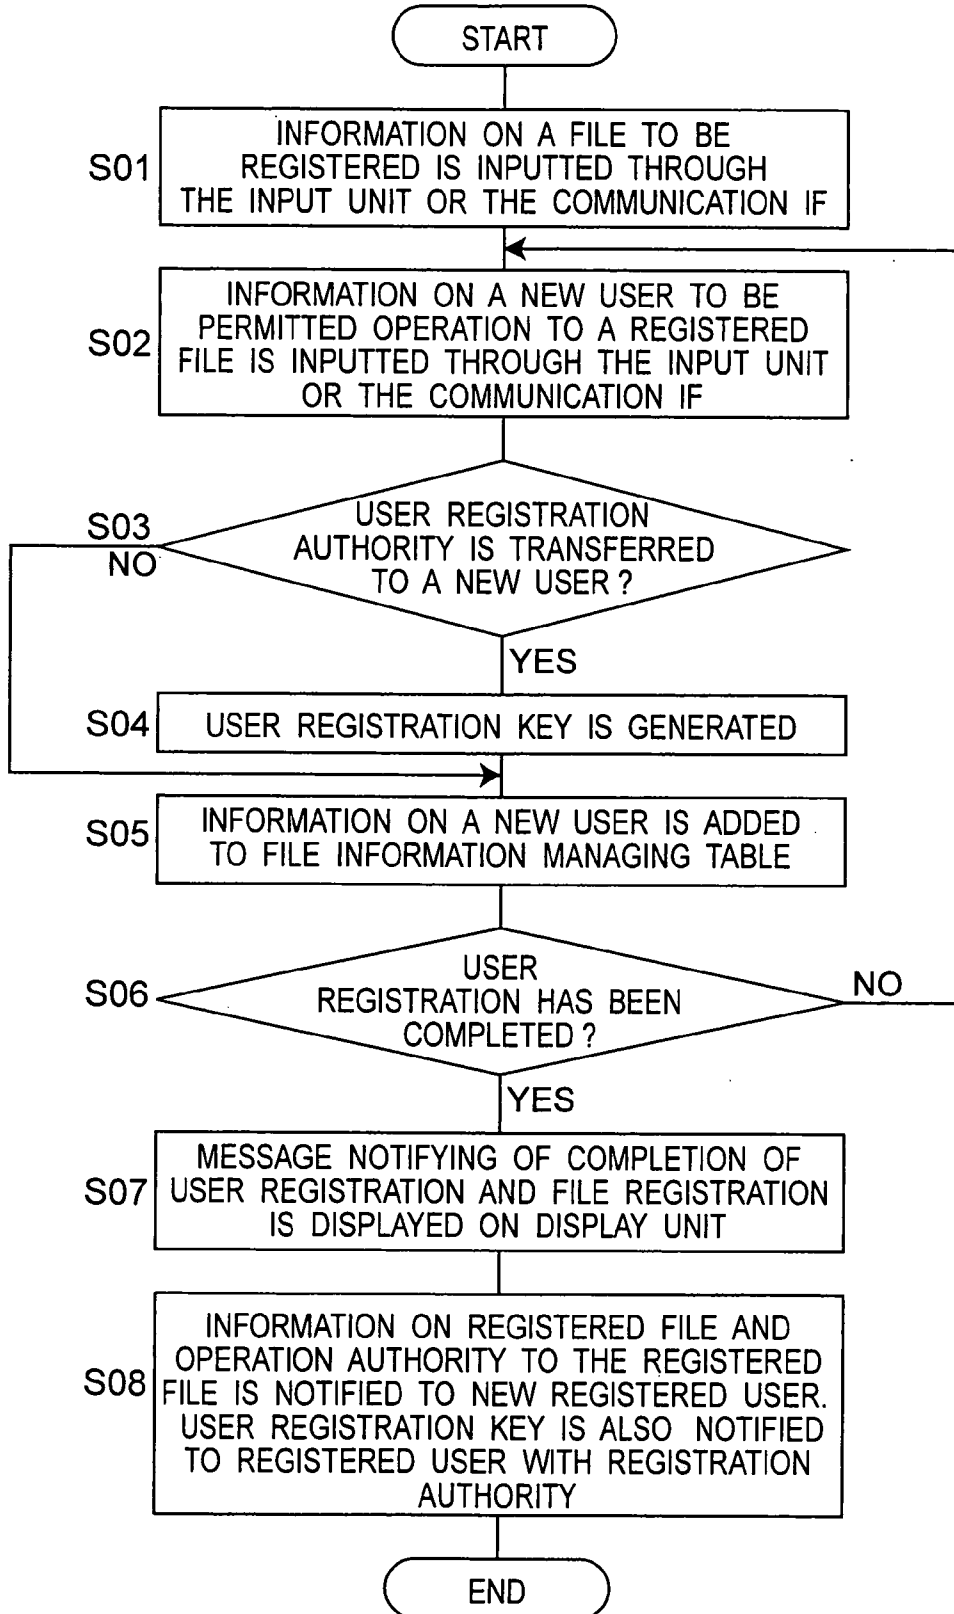 START
S01
INFORMATION ON A FILE TO BE
REGISTERED IS INPUTTED THROUGH
THE INPUT UNIT OR THE COMMUNICATION IF
S02
INFORMATION ON A NEW USER TO BE
PERMITTED OPERATION TO A REGISTERED
FILE IS INPUTTED THROUGH THE INPUT UNIT
OR THE COMMUNICATION IF
S03
NO
USER REGISTRATION
AUTHORITY IS TRANSFERRED
TO A NEW USER ?
YES
S04
USER REGISTRATION KEY IS GENERATED
S05
INFORMATION ON A NEW USER IS ADDED
TO FILE INFORMATION MANAGING TABLE
S06
USER
REGISTRATION HAS BEEN
COMPLETED ?
NO
YES
S07
MESSAGE NOTIFYING OF COMPLETION OF
USER REGISTRATION AND FILE REGISTRATION
IS DISPLAYED ON DISPLAY UNIT
S08
INFORMATION ON REGISTERED FILE AND
OPERATION AUTHORITY TO THE REGISTERED
FILE IS NOTIFIED TO NEW REGISTERED USER.
USER REGISTRATION KEY IS ALSO NOTIFIED
TO REGISTERED USER WITH REGISTRATION
AUTHORITY
END